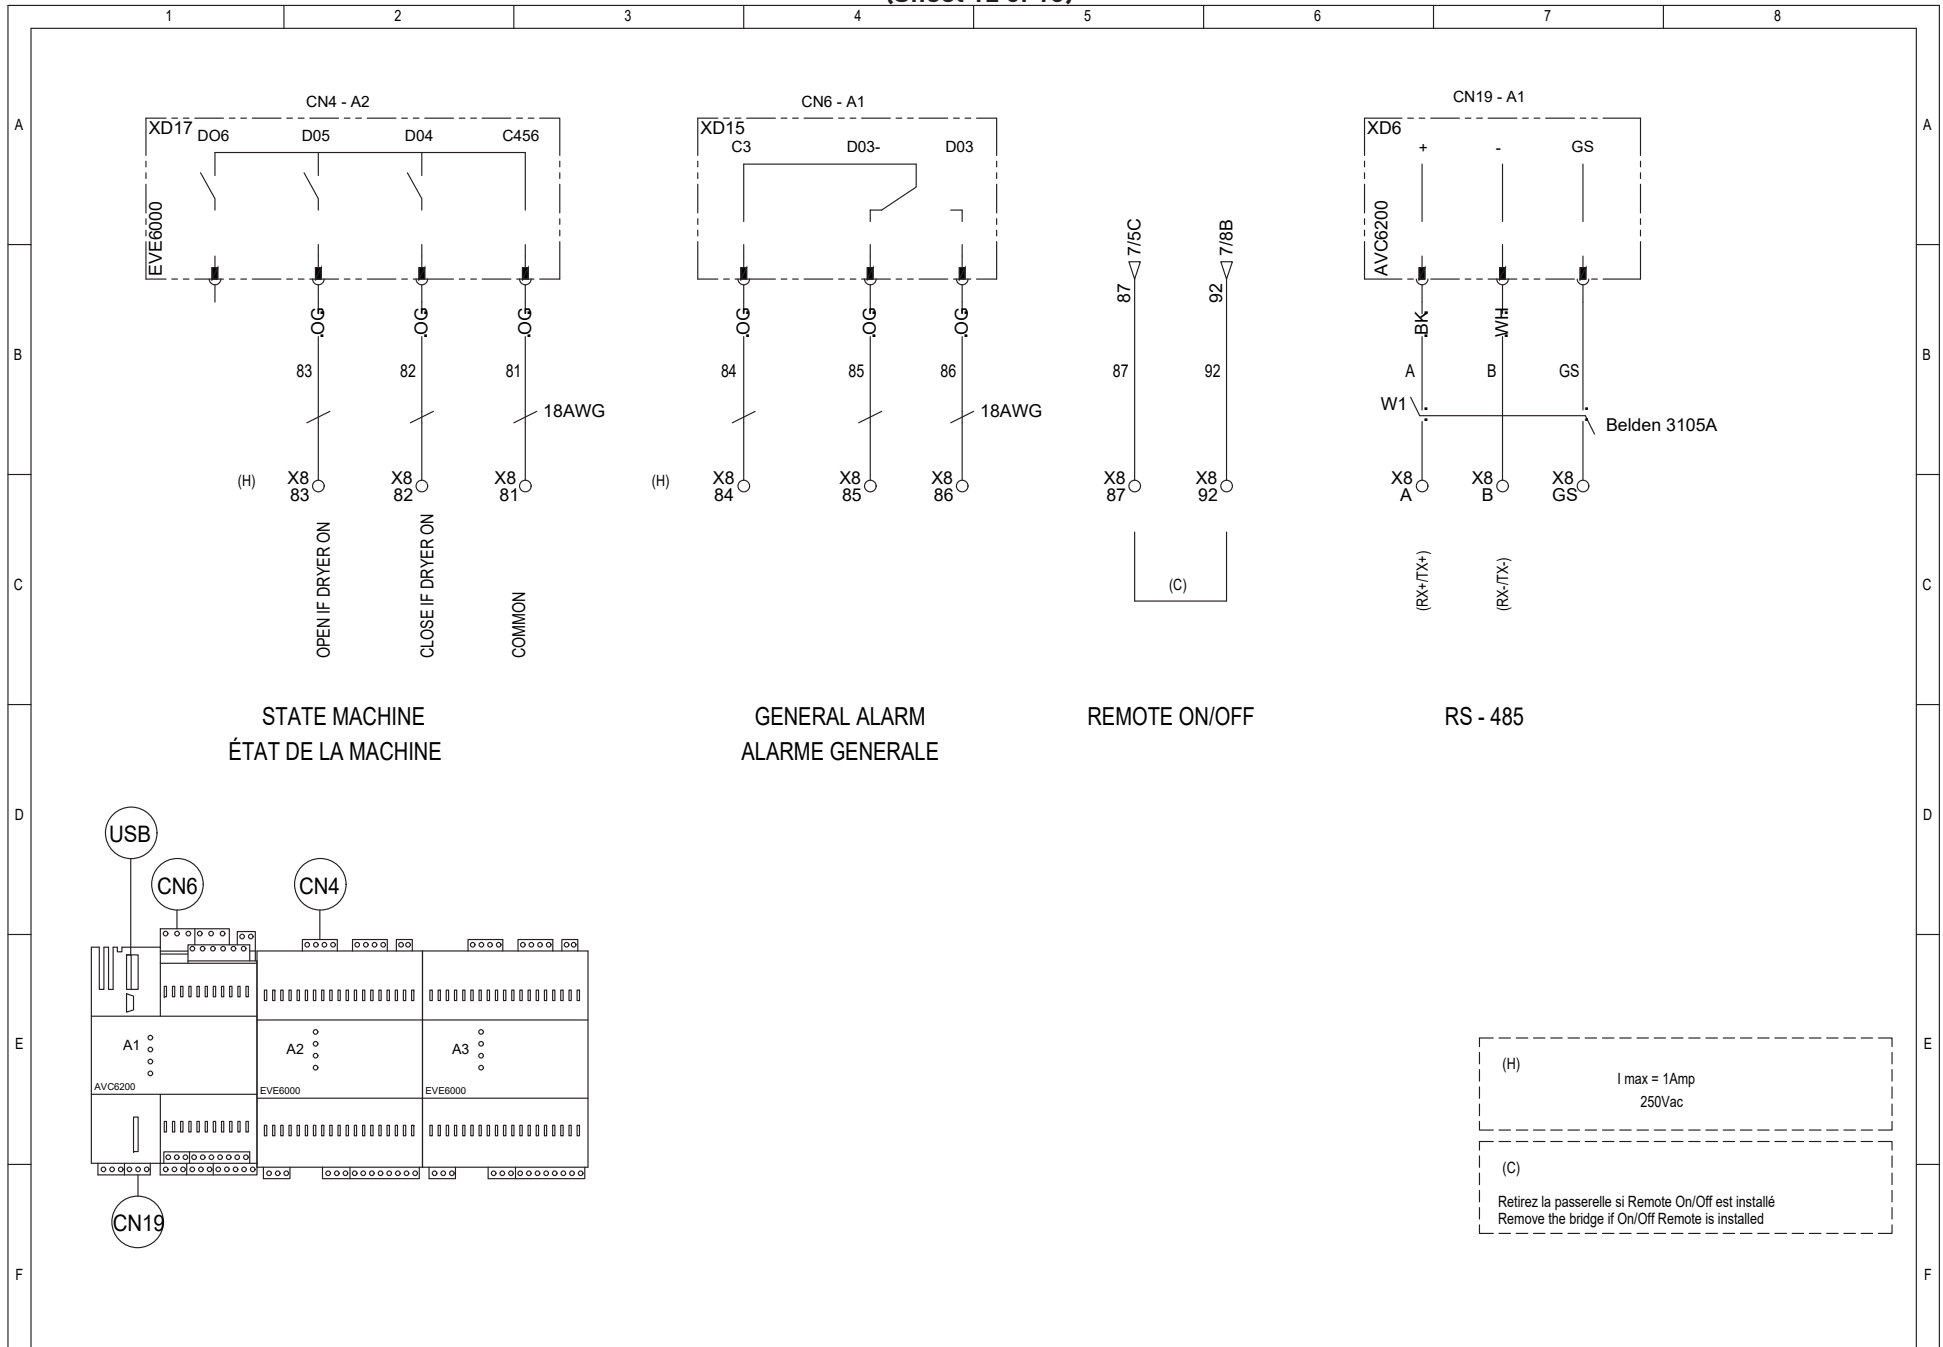 1 2 3 4 5 6 7 8
A A
B B
C C
D D
E E
F F
CN4 - A2
XD17
DO6 D05 D04 C456
EVE6000
.OG. .OG. .OG.
83 82 81
18AWG
(H)
X8 83
X8 82
X8 81
OPEN IF DRYER ON
CLOSE IF DRYER ON
COMMON
STATE MACHINE
ÉTAT DE LA MACHINE
CN6 - A1
XD15
C3 D03- D03
.OG. .OG. .OG.
84 85 86
18AWG
(H)
X8 84
X8 85
X8 86
GENERAL ALARM
ALARME GENERALE
7/5C 7/8B
87 92
87 92
X8 87
X8 92
(C)
REMOTE ON/OFF
CN19 - A1
XD6
+ - GS
AVC6200
.BK. .WH.
A B GS
W1
Belden 3105A
X8 A
X8 B
X8 GS
(RX+/TX+)
(RX-/TX-)
RS - 485
USB
CN6
CN4
A1
AVC6200
A2
EVE6000
A3
EVE6000
CN19
(H)
I max = 1Amp
250Vac
(C)
Retirez la passerelle si Remote On/Off est installé
Remove the bridge if On/Off Remote is installed